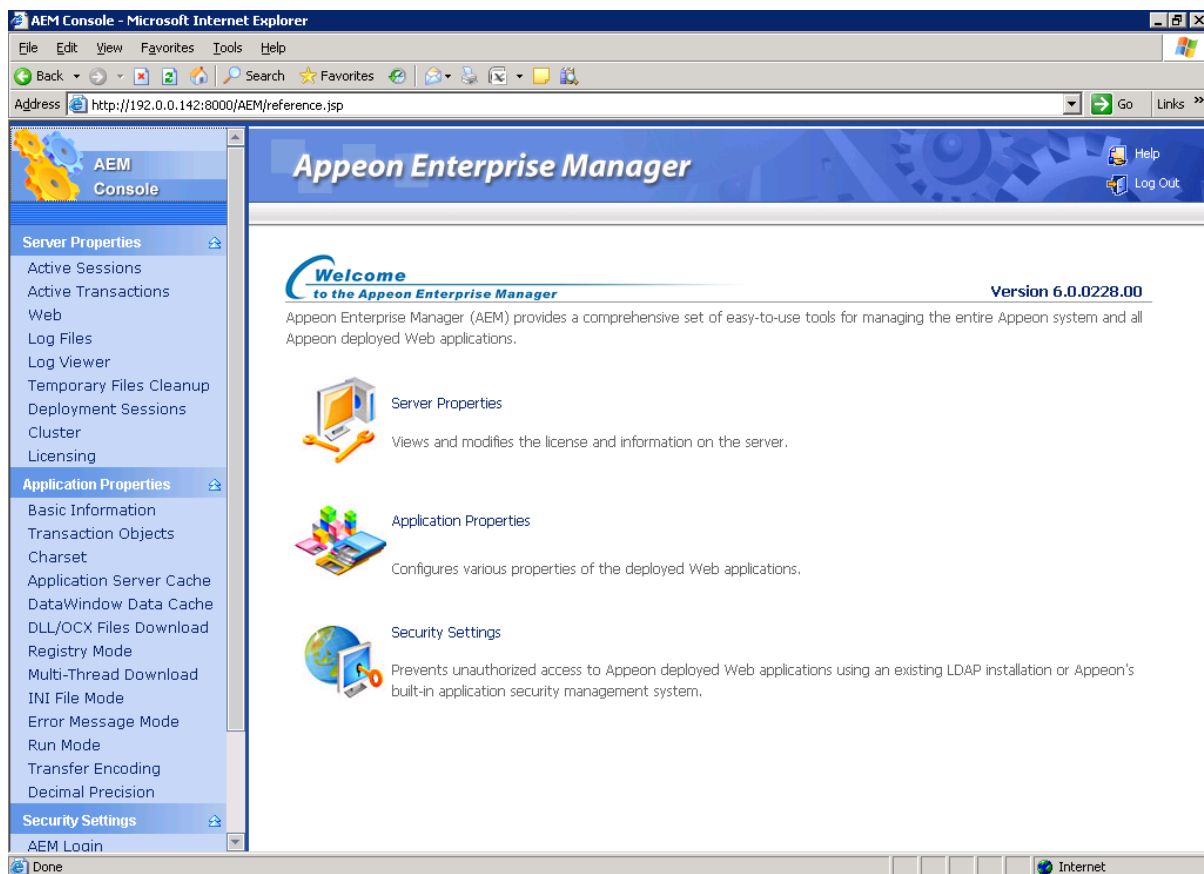 AEM Console - Microsoft Internet Explorer
File Edit View Favorites Tools Help
Back Search Favorites
Address http://192.0.0.142:8000/AEM/reference.jsp Go Links »
AEM
Console
Appeon Enterprise Manager
Help
Log Out
Server Properties
Active Sessions
Active Transactions
Web
Log Files
Log Viewer
Temporary Files Cleanup
Deployment Sessions
Cluster
Licensing
Application Properties
Basic Information
Transaction Objects
Charset
Application Server Cache
DataWindow Data Cache
DLL/OCX Files Download
Registry Mode
Multi-Thread Download
INI File Mode
Error Message Mode
Run Mode
Transfer Encoding
Decimal Precision
Security Settings
AEM Login
Welcome
to the Appeon Enterprise Manager
Version 6.0.0228.00
Appeon Enterprise Manager (AEM) provides a comprehensive set of easy-to-use tools for managing the entire Appeon system and all
Appeon deployed Web applications.
Server Properties
Views and modifies the license and information on the server.
Application Properties
Configures various properties of the deployed Web applications.
Security Settings
Prevents unauthorized access to Appeon deployed Web applications using an existing LDAP installation or Appeon's
built-in application security management system.
Done
Internet